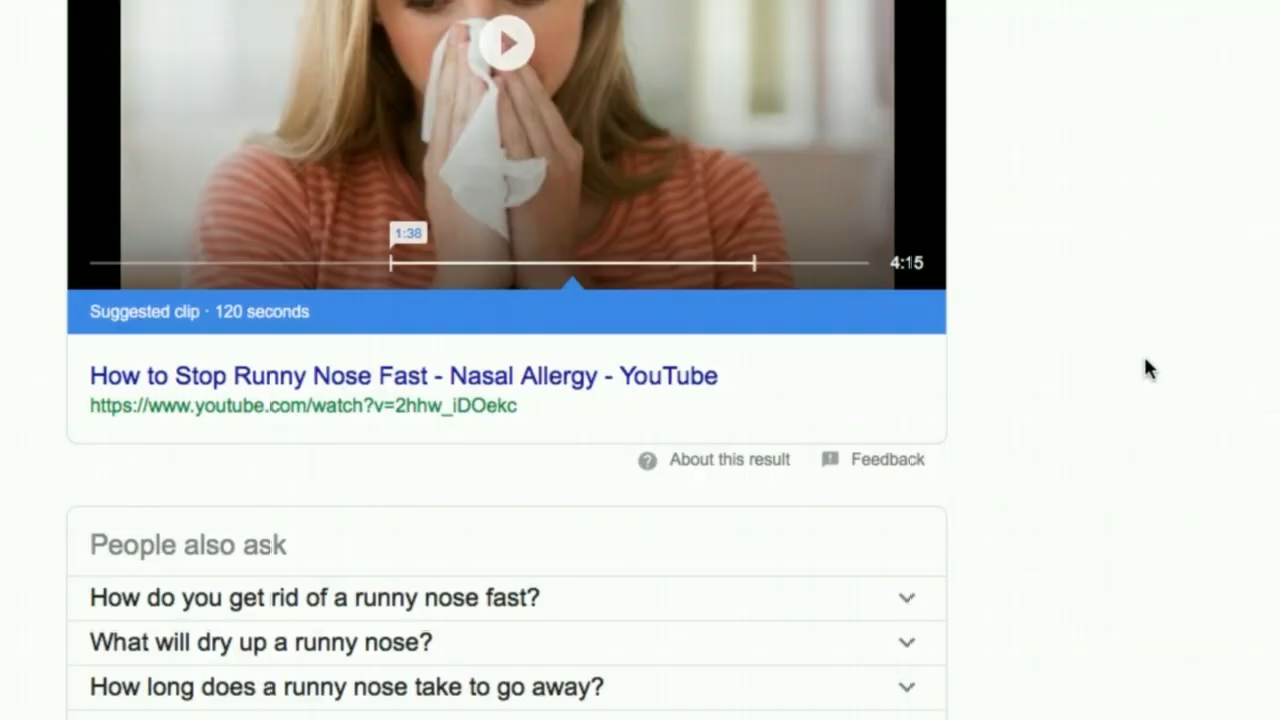 1:38
4:15
Suggested clip · 120 seconds
How to Stop Runny Nose Fast - Nasal Allergy - YouTube
https://www.youtube.com/watch?v=2hhw_iDOekc
About this result
Feedback
People also ask
How do you get rid of a runny nose fast?
What will dry up a runny nose?
How long does a runny nose take to go away?